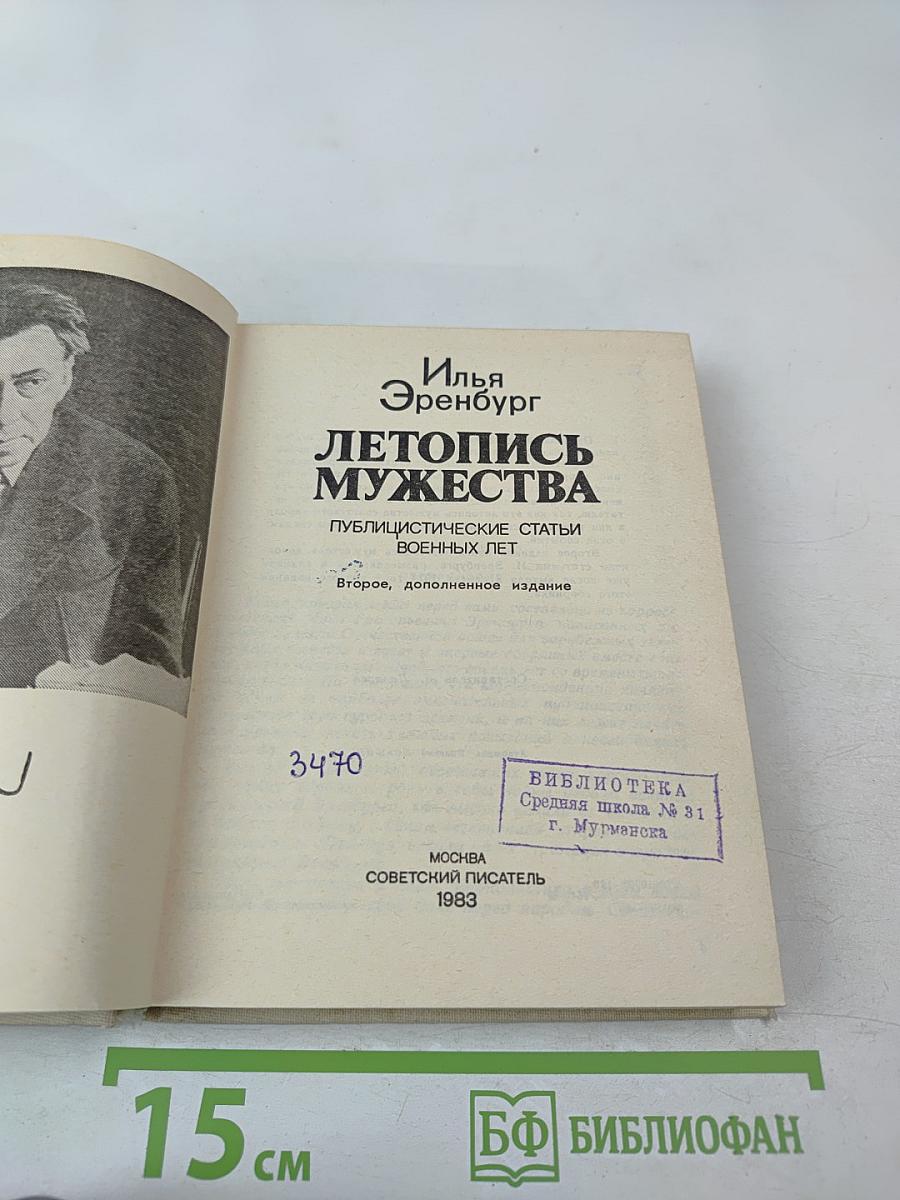 Илья
Эренбург
ЛЕТОПИСЬ
МУЖЕСТВА
ПУБЛИЦИСТИЧЕСКИЕ СТАТЬИ
ВОЕННЫХ ЛЕТ
Второе, дополненное издание
3470
БИБЛИОТЕКА
Средняя школа № 31
г. Мурманска
МОСКВА
СОВЕТСКИЙ ПИСАТЕЛЬ
1983
15 см
БФ БИБЛИОФАН